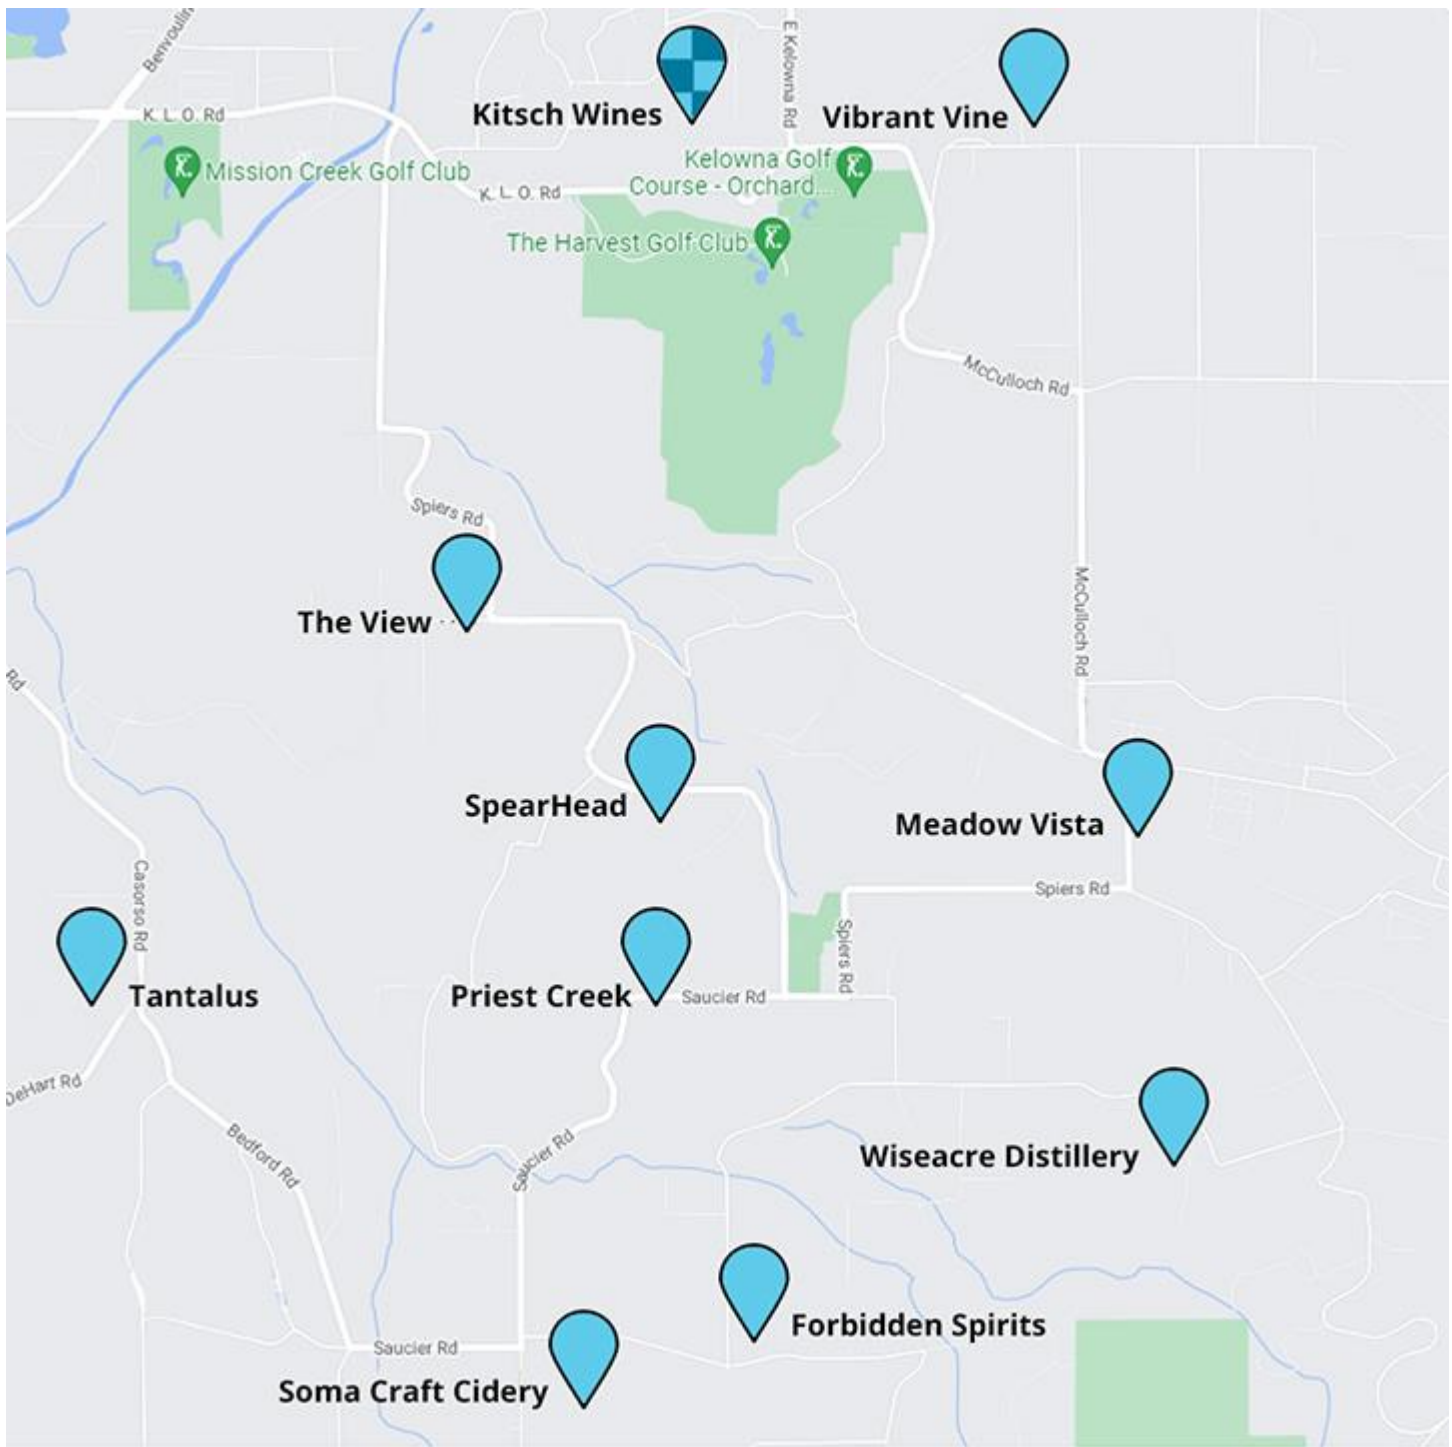 Benvoulin
E Kelowna Rd
Kitsch Wines
Vibrant Vine
K. L. O. Rd
Mission Creek Golf Club
Kelowna Golf
Course - Orchard...
K. L. O. Rd
The Harvest Golf Club
McCulloch Rd
Spiers Rd
McCulloch Rd
The View
Rd
SpearHead
Meadow Vista
Casorso Rd
Spiers Rd
Spiers Rd
Tantalus
Priest Creek
Saucier Rd
DeHart Rd
Bedford Rd
Saucier Rd
Wiseacre Distillery
Forbidden Spirits
Saucier Rd
Soma Craft Cidery